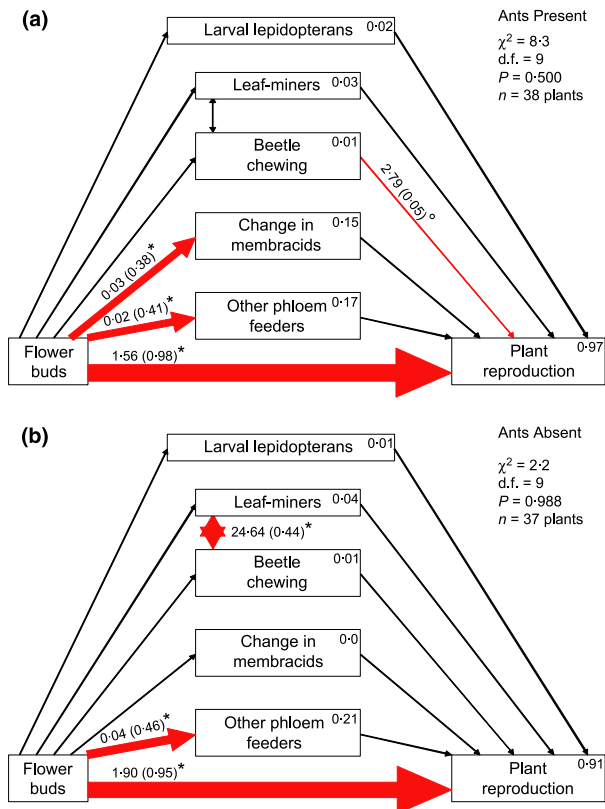 (a)
Ants Present
χ² = 8·3
d.f. = 9
P = 0·500
n = 38 plants
Larval lepidopterans 0·02
Leaf-miners 0·03
Beetle 0·01
chewing
2·79 (0·05)°
Change in 0·15
membracids
0·03 (0·38)*
Other phloem 0·17
feeders
0·02 (0·41)*
Flower
buds
1·56 (0·98)*
Plant 0·97
reproduction
(b)
Ants Absent
χ² = 2·2
d.f. = 9
P = 0·988
n = 37 plants
Larval lepidopterans 0·01
Leaf-miners 0·04
24·64 (0·44)*
Beetle 0·01
chewing
Change in 0·0
membracids
Other phloem 0·21
feeders
0·04 (0·46)*
Flower
buds
1·90 (0·95)*
Plant 0·91
reproduction